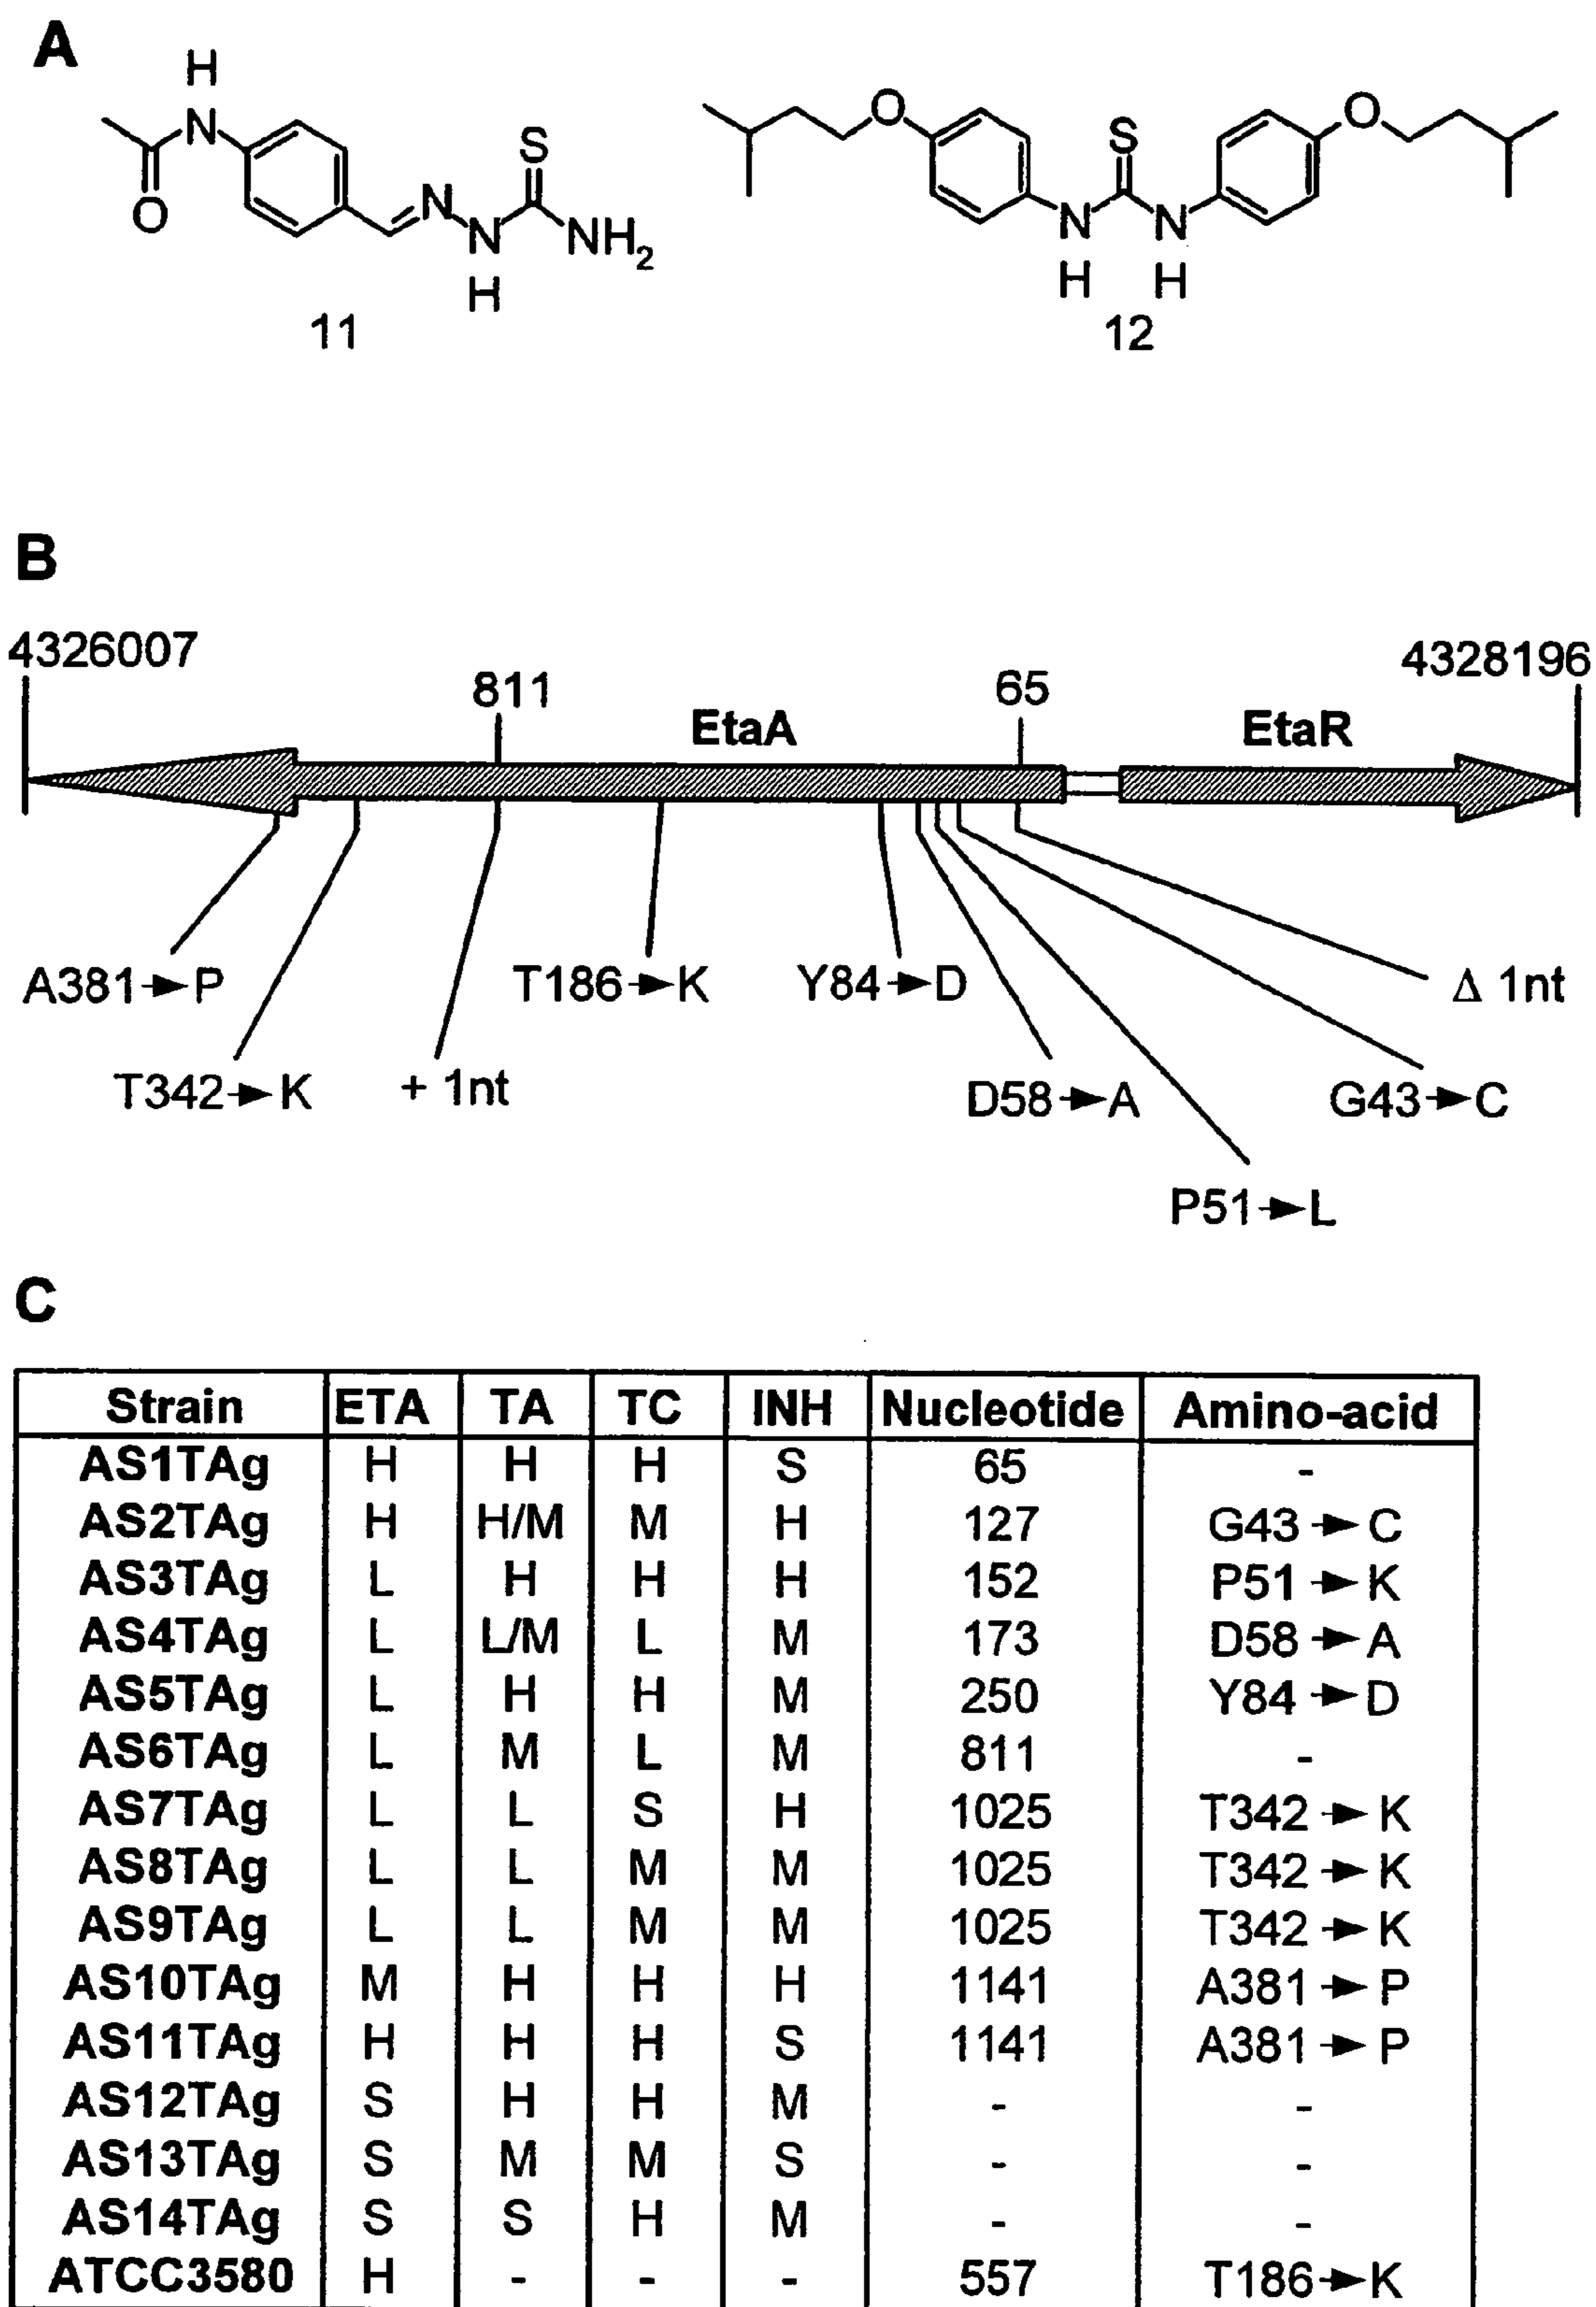 A
H
N
O
N
N
H
S
NH2
11
O
S
N
H
N
H
O
12
B
4326007
811
EtaA
65
EtaR
4328196
A381→P
T186→K
Y84→D
Δ 1nt
T342→K
+ 1nt
D58→A
G43→C
P51→L
C
Strain ETA TA TC INH Nucleotide Amino-acid
AS1TAg H H H S 65 -
AS2TAg H H/M M H 127 G43→C
AS3TAg L H H H 152 P51→K
AS4TAg L L/M L M 173 D58→A
AS5TAg L H H M 250 Y84→D
AS6TAg L M L M 811 -
AS7TAg L L S H 1025 T342→K
AS8TAg L L M M 1025 T342→K
AS9TAg L L M M 1025 T342→K
AS10TAg M H H H 1141 A381→P
AS11TAg H H H S 1141 A381→P
AS12TAg S H H M - -
AS13TAg S M M S - -
AS14TAg S S H M - -
ATCC3580 H - - - 557 T186→K